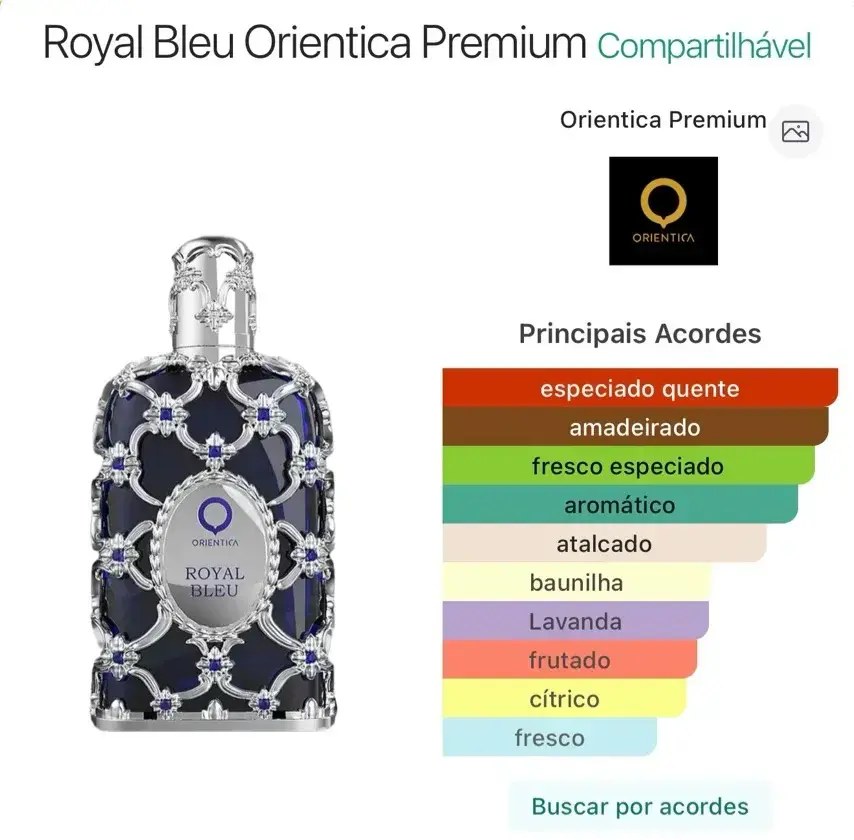 Royal Bleu Orientica Premium Compartilhável
Orientica Premium
ORIENTICA
Principais Acordes
especiado quente
amadeirado
fresco especiado
aromático
atalcado
baunilha
Lavanda
frutado
cítrico
fresco
Buscar por acordes
ORIENTICA
ROYAL
BLEU